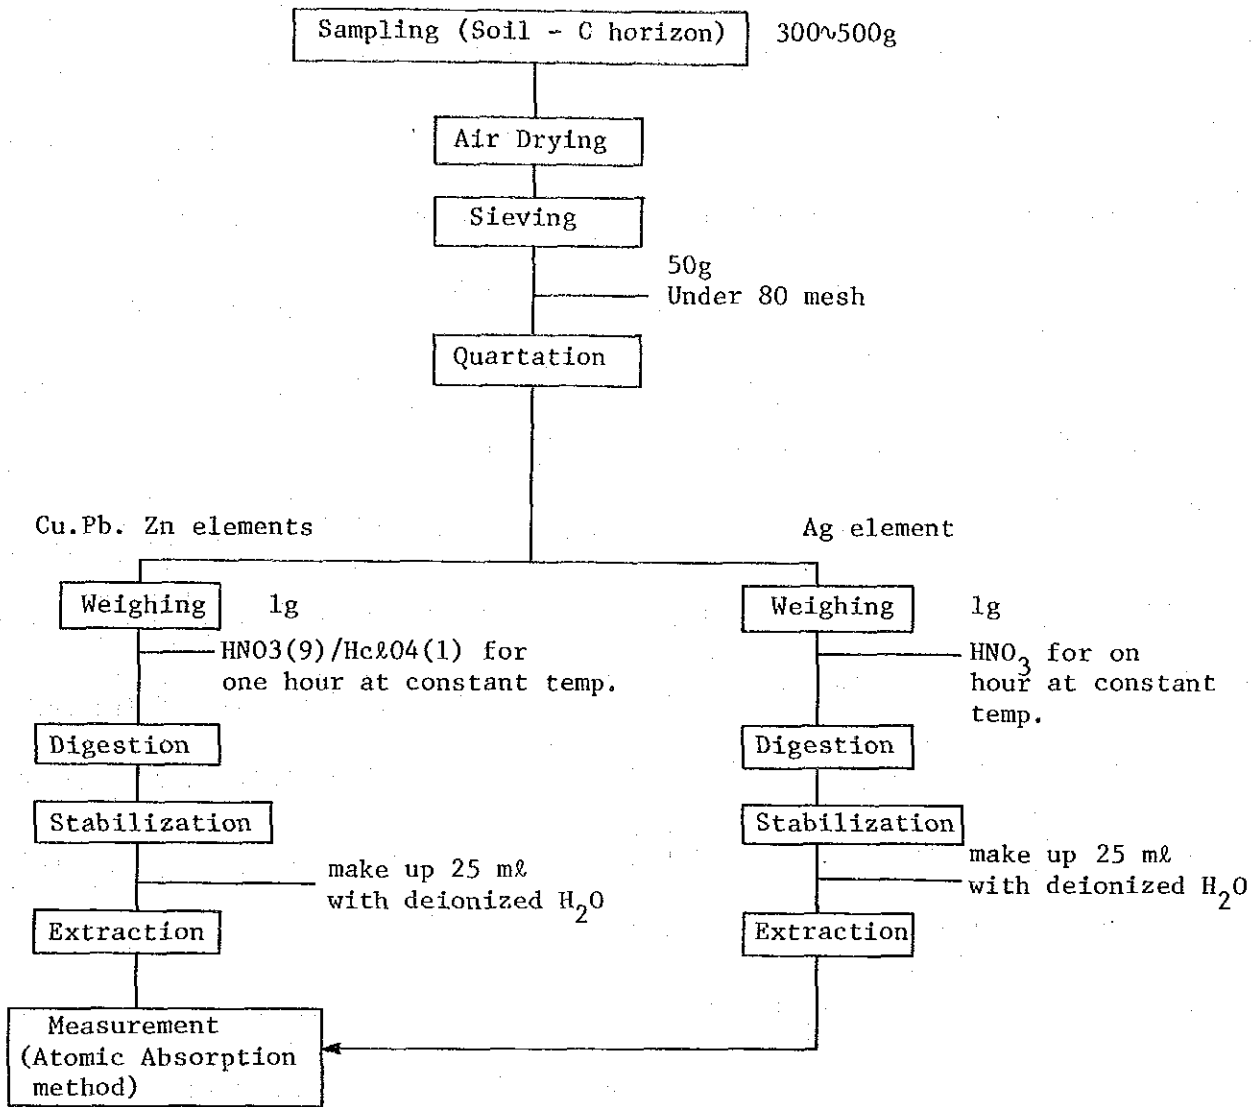 Sampling (Soil - C horizon) 300~500g
Air Drying
Sieving
50g
Under 80 mesh
Quartation
Cu.Pb. Zn elements
Weighing 1g
HNO3(9)/HcℓO4(1) for
one hour at constant temp.
Digestion
Stabilization
make up 25 mℓ
with deionized H₂O
Extraction
Ag element
Weighing 1g
HNO₃ for on
hour at constant
temp.
Digestion
Stabilization
make up 25 mℓ
with deionized H₂O
Extraction
Measurement
(Atomic Absorption
method)